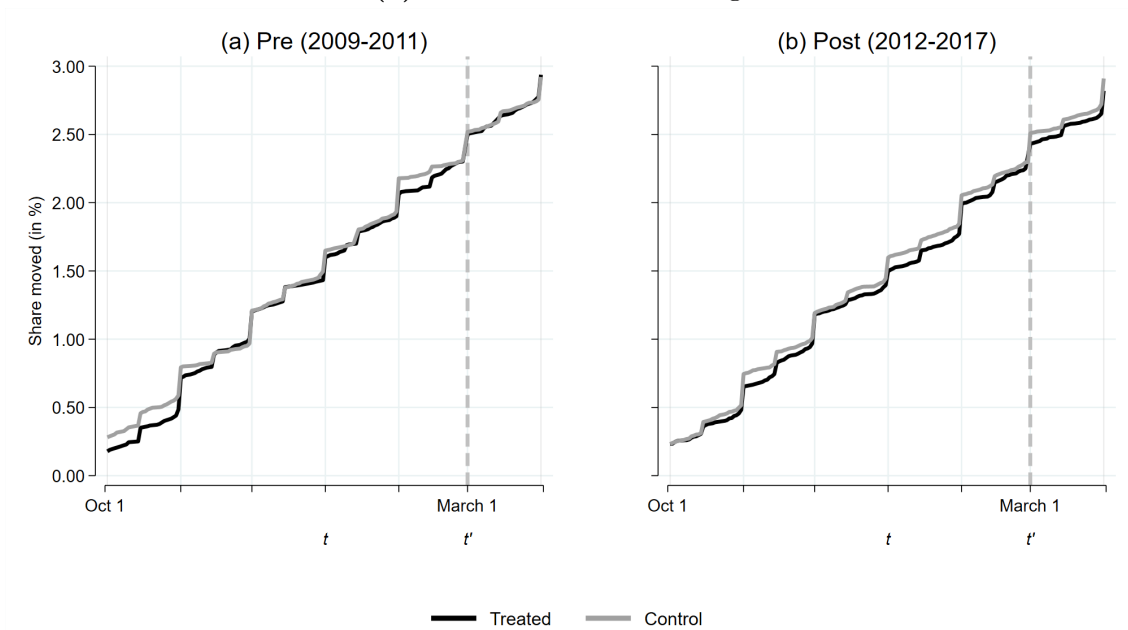 (a) Pre (2009-2011)
(b) Post (2012-2017)
Share moved (in %)
3.00
2.50
2.00
1.50
1.00
0.50
0.00
Oct 1
March 1
Oct 1
March 1
t
t'
t
t'
Treated
Control